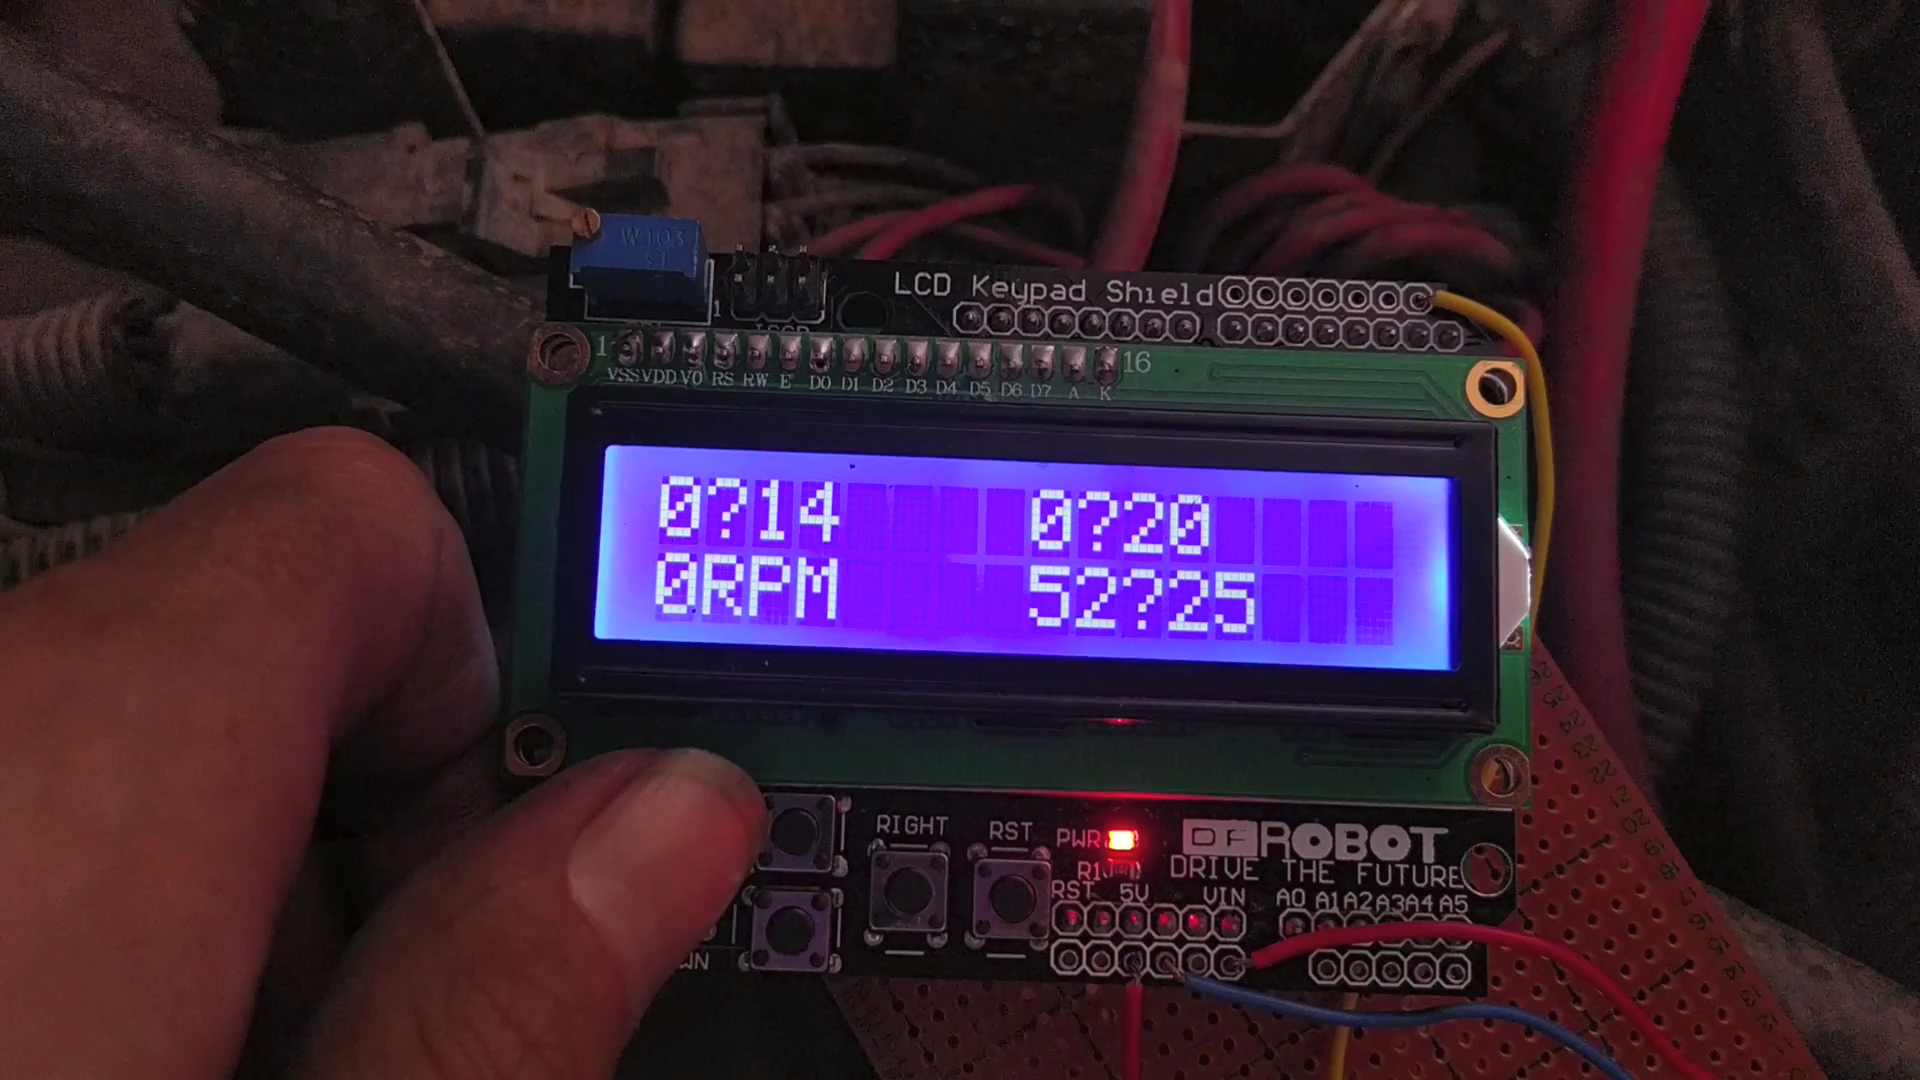 W103
LCD Keypad Shield
1 16
VSS VDD V0 RS RW E D0 D1 D2 D3 D4 D5 D6 D7 A K
0?14 0?20
0RPM 52?25
RIGHT RST PWR DFROBOT
DRIVE THE FUTURE
RST 5V VIN A0 A1 A2 A3 A4 A5